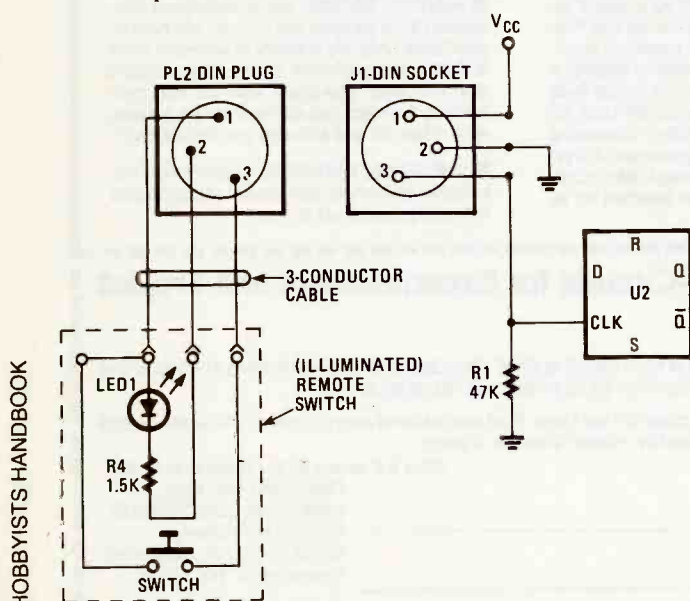 VCC
PL2 DIN PLUG
J1-DIN SOCKET
1
2
3
1
2
3
3-CONDUCTOR
CABLE
R
D Q
U2
CLK Q̅
S
R1
47K
(ILLUMINATED)
REMOTE
SWITCH
LED1
R4
1.5K
SWITCH
HOBBYISTS HANDBOOK